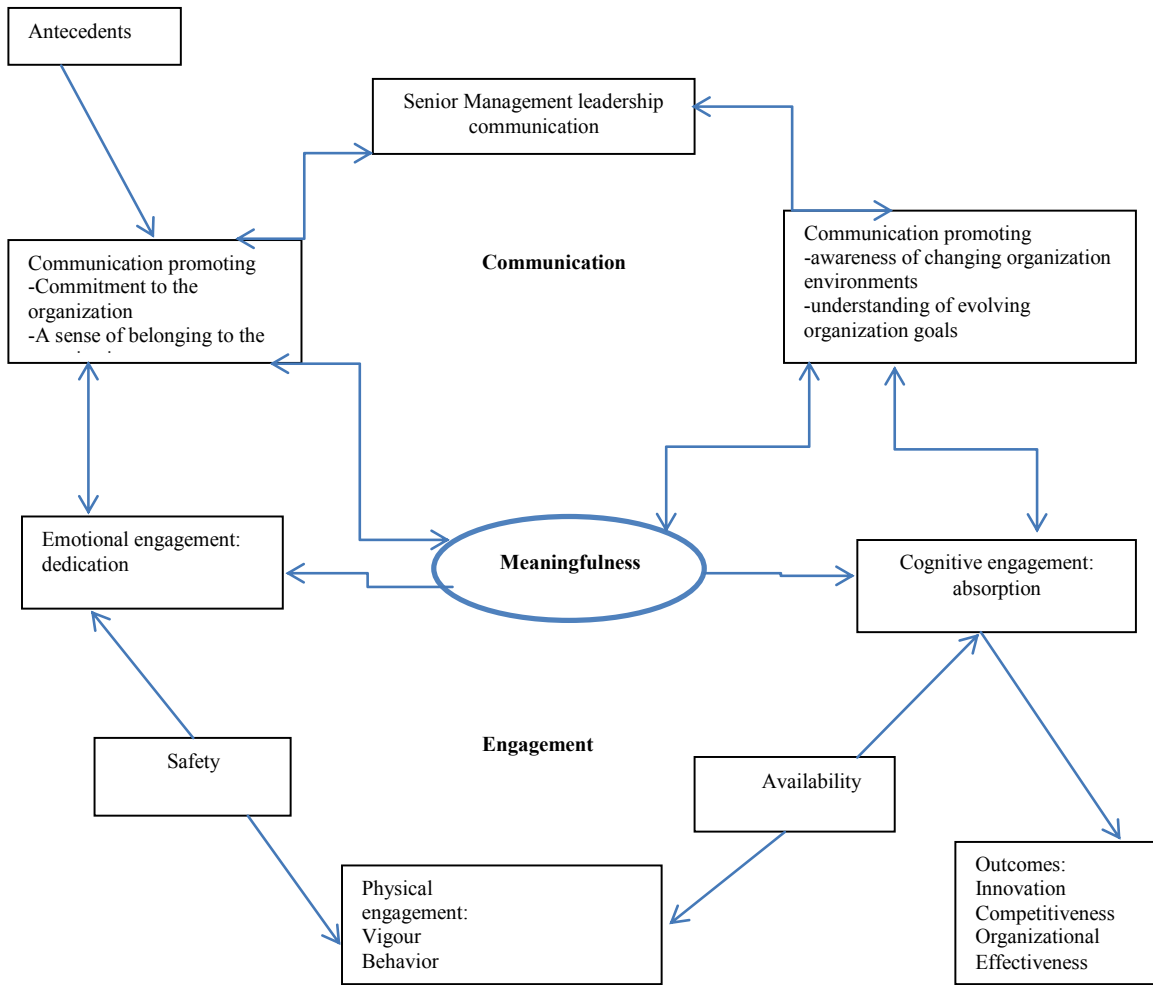 Antecedents
Senior Management leadership
communication
Communication promoting
-Commitment to the
organization
-A sense of belonging to the
Communication
Communication promoting
-awareness of changing organization
environments
-understanding of evolving
organization goals
Emotional engagement:
dedication
Meaningfulness
Cognitive engagement:
absorption
Safety
Engagement
Availability
Physical
engagement:
Vigour
Behavior
Outcomes:
Innovation
Competitiveness
Organizational
Effectiveness